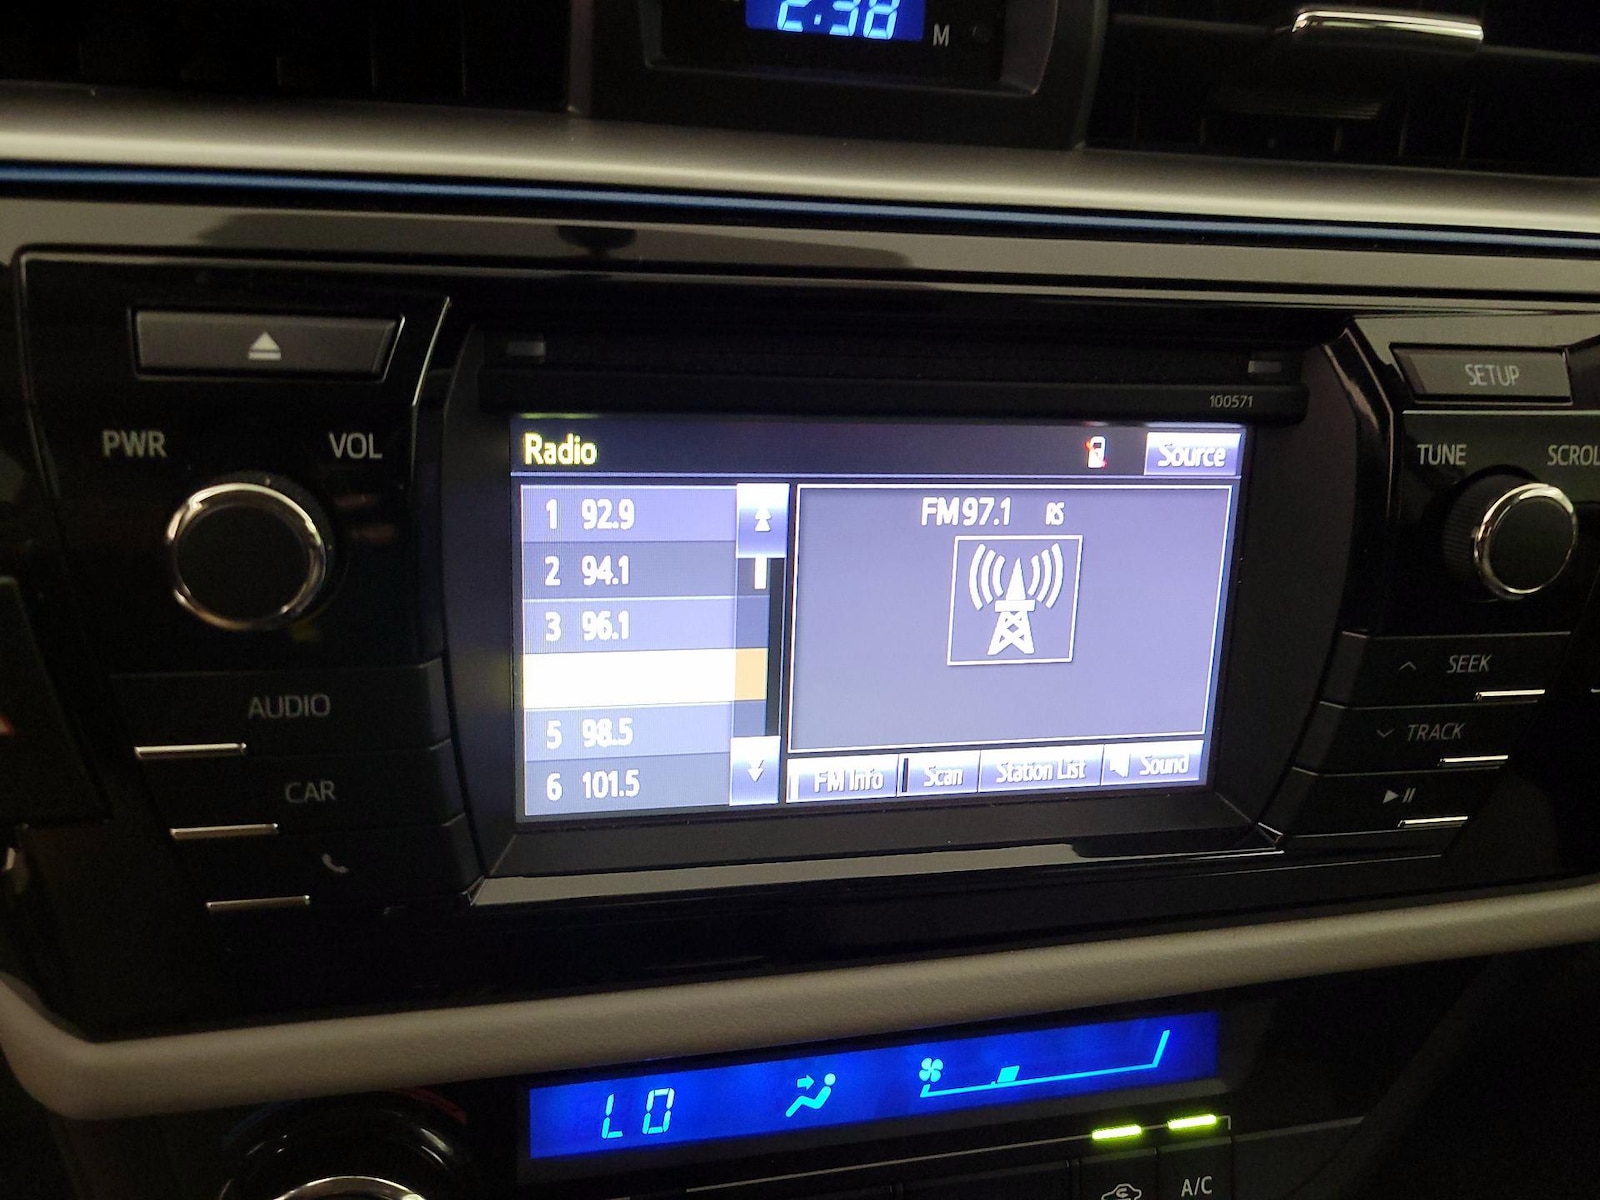 2:38
M
100571
SETUP
PWR
VOL
TUNE
SCROL
Radio
Source
1 92.9
2 94.1
3 96.1
5 98.5
6 101.5
FM 97.1
FM Info
Scan
Station List
Sound
AUDIO
CAR
SEEK
TRACK
LO
A/C